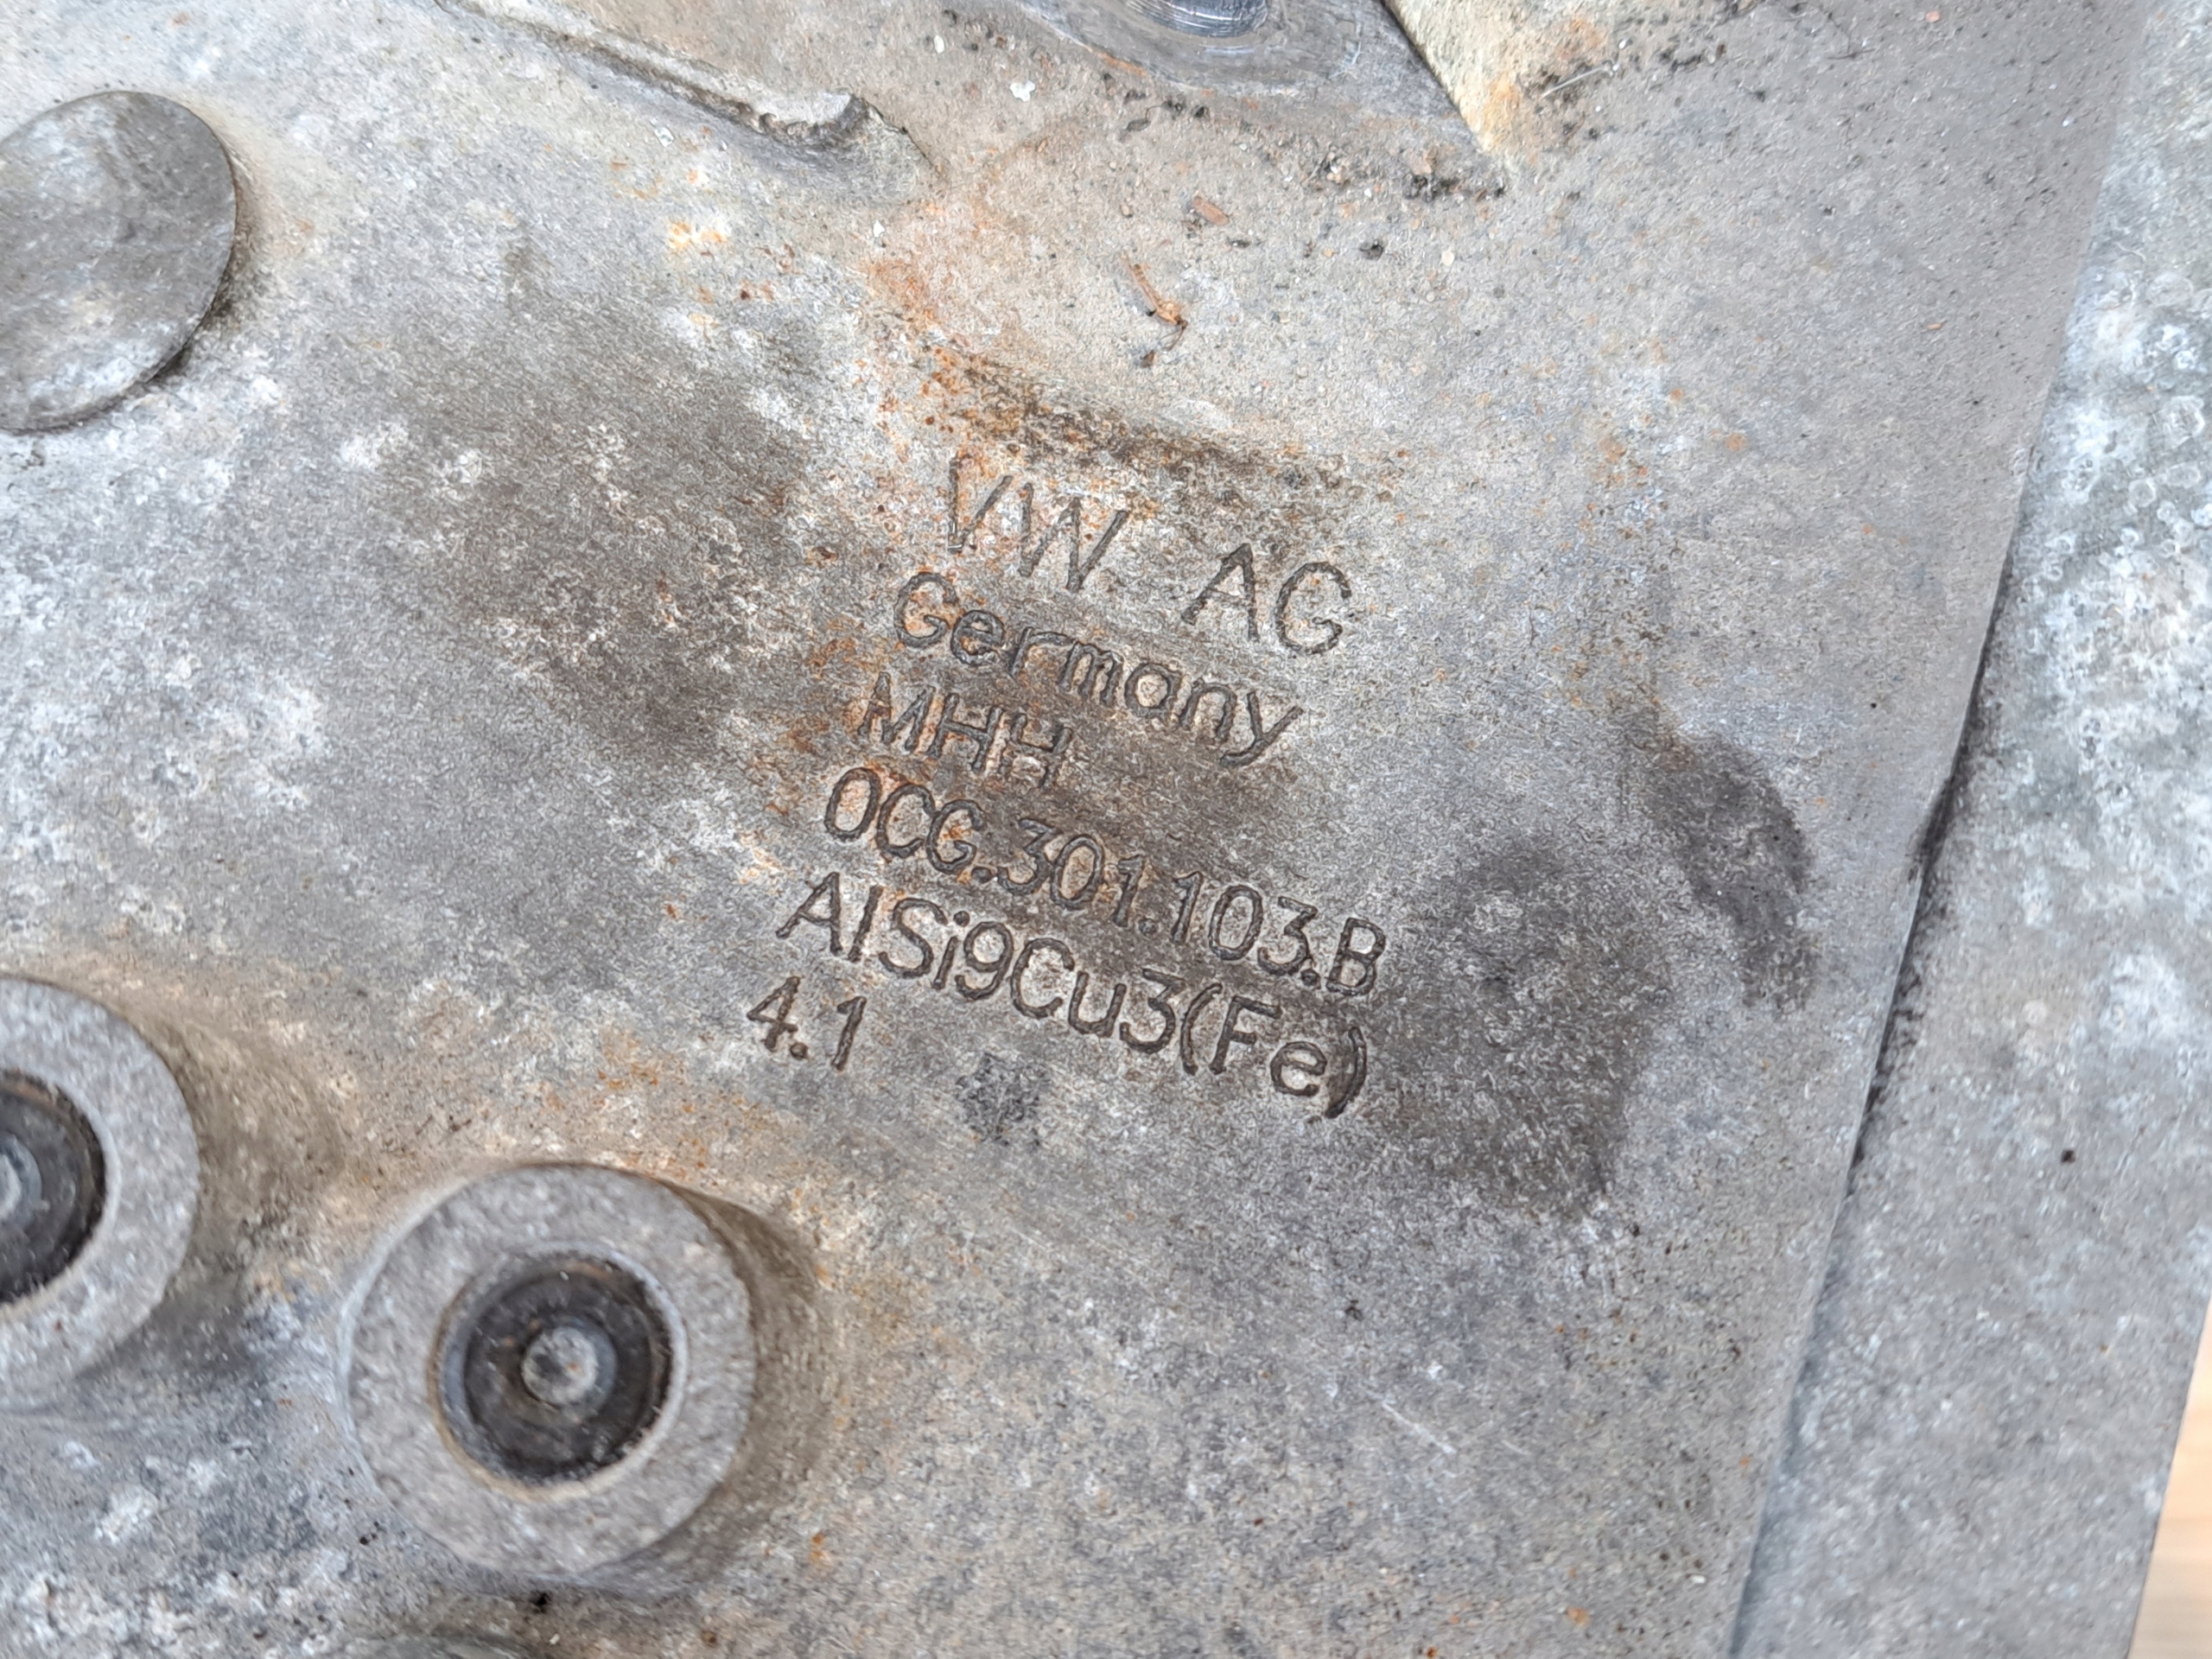 VW AG
Germany
MHH
0CG.301.103.B
AlSi9Cu3(Fe)
4.1